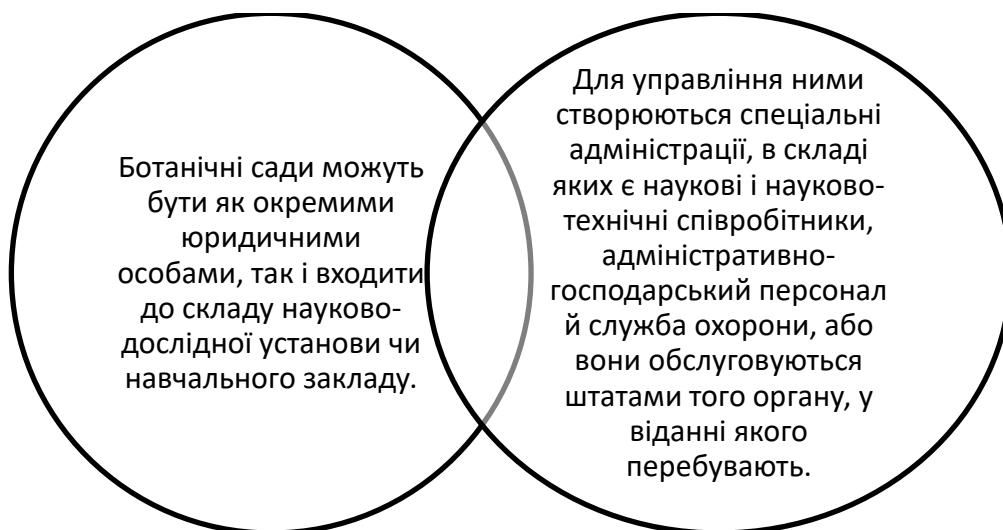 Ботанічні сади можуть
бути як окремими
юридичними
особами, так і входити
до складу науково-
дослідної установи чи
навчального закладу.
Для управління ними
створюються спеціальні
адміністрації, в складі
яких є наукові і науково-
технічні співробітники,
адміністративно-
господарський персонал
й служба охорони, або
вони обслуговуються
штатами того органу, у
віданні якого
перебувають.